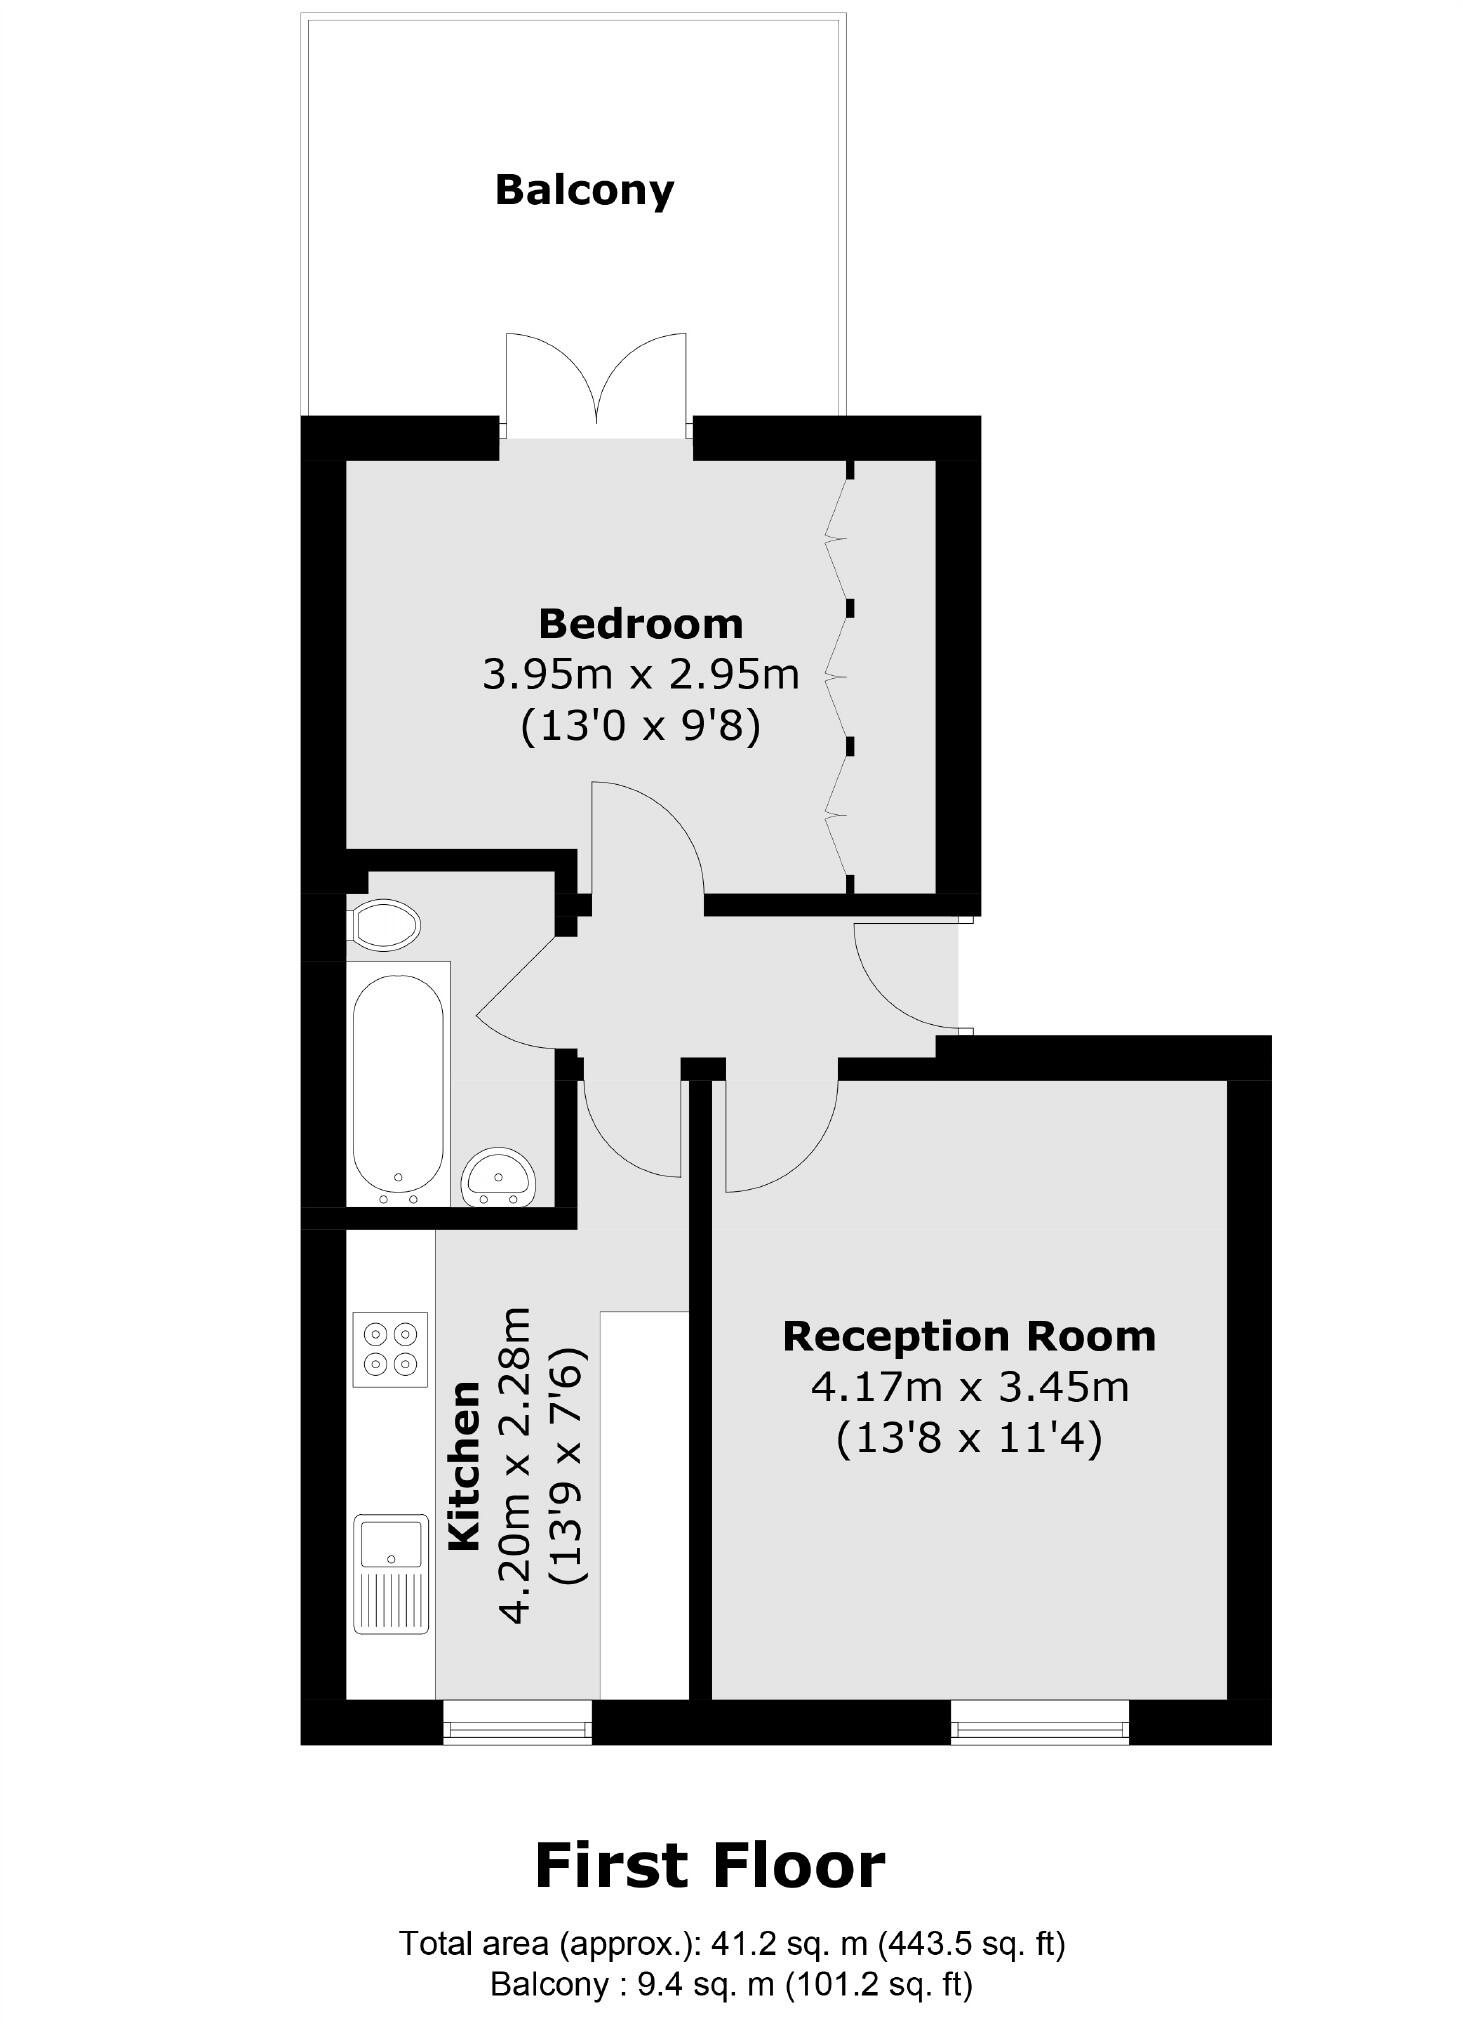 Balcony
Bedroom
3.95m x 2.95m
(13'0 x 9'8)
Reception Room
4.17m x 3.45m
(13'8 x 11'4)
Kitchen
4.20m x 2.28m
(13'9 x 7'6)
First Floor
Total area (approx.): 41.2 sq. m (443.5 sq. ft)
Balcony : 9.4 sq. m (101.2 sq. ft)